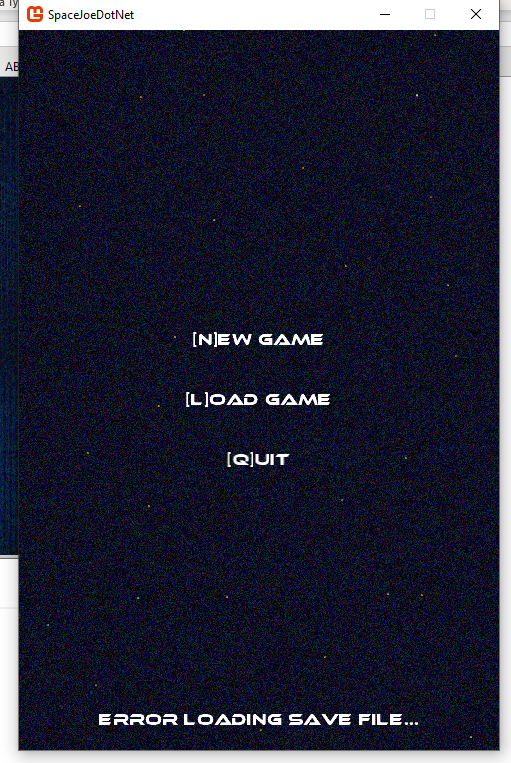 SpaceJoeDotNet
[N]EW GAME
[L]OAD GAME
[Q]UIT
ERROR LOADING SAVE FILE...